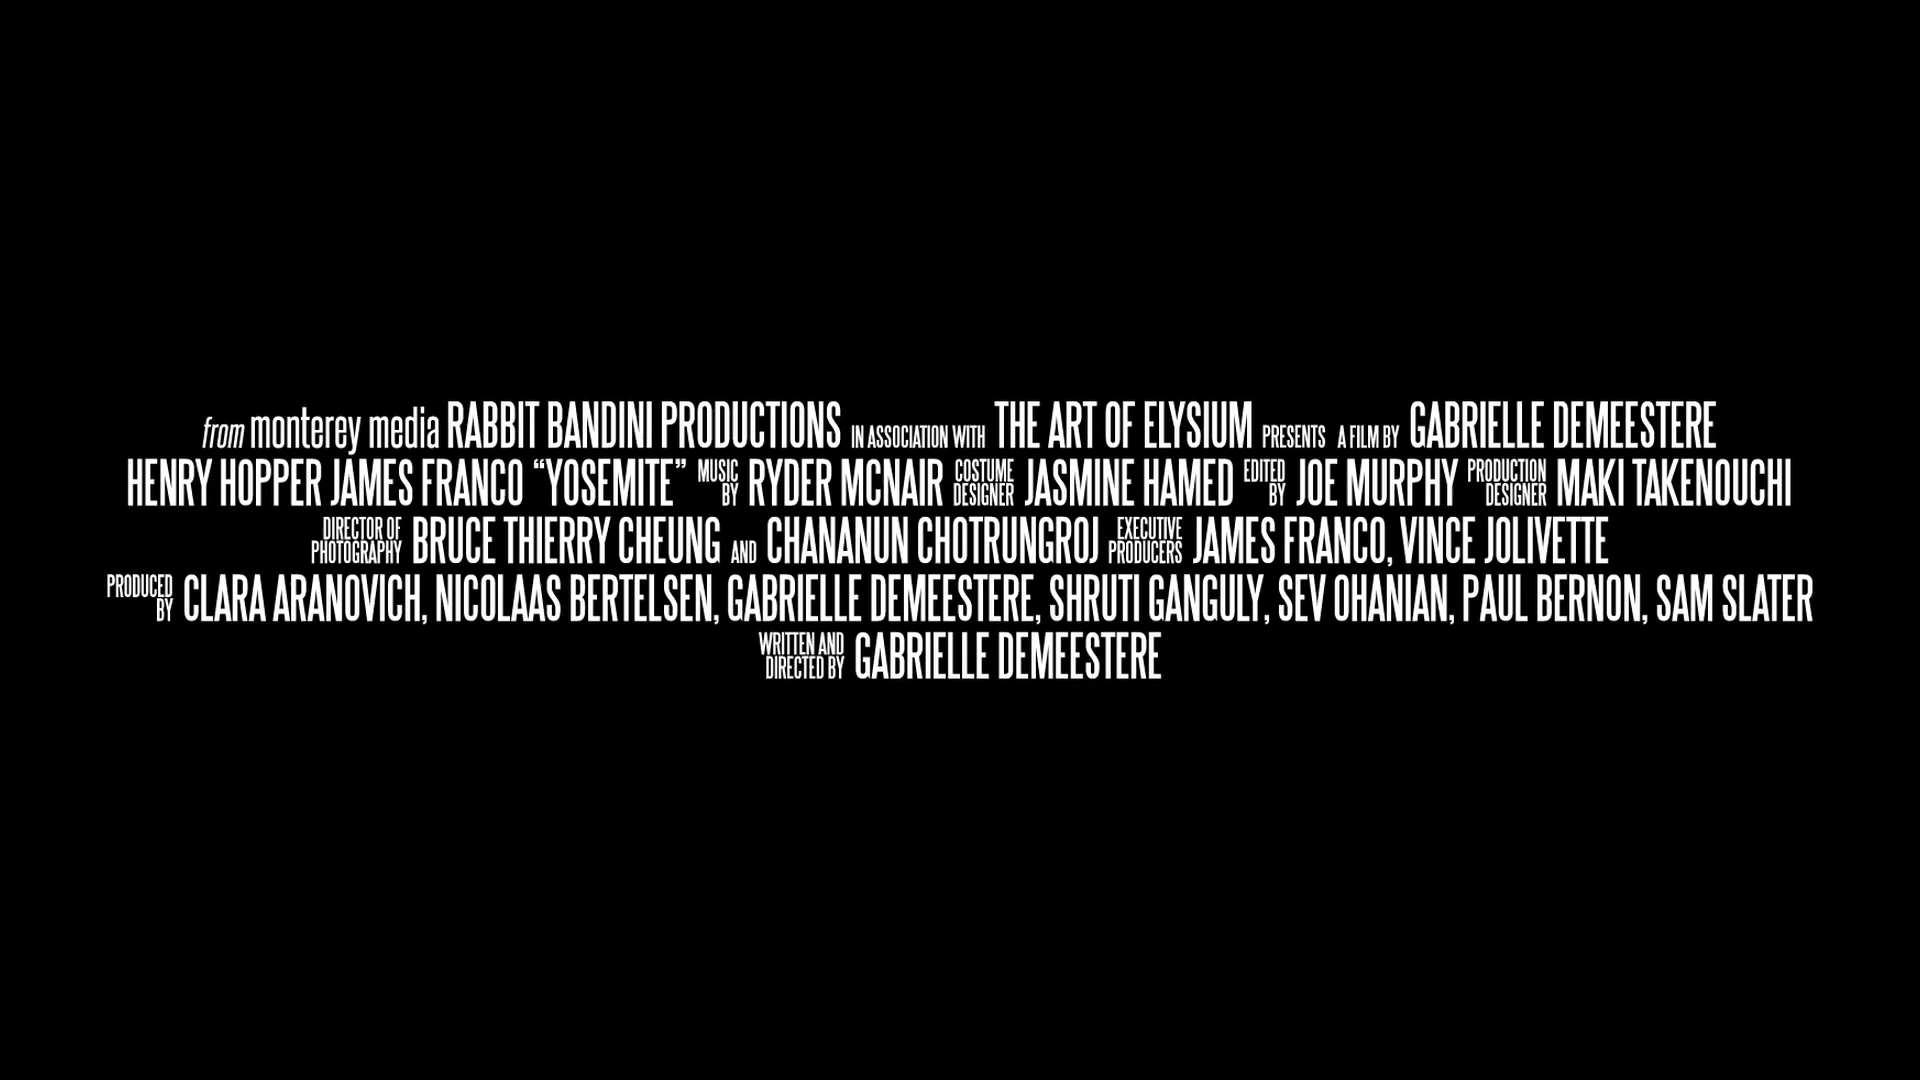 from monterey media RABBIT BANDINI PRODUCTIONS IN ASSOCIATION WITH THE ART OF ELYSIUM PRESENTS A FILM BY GABRIELLE DEMEESTERE
HENRY HOPPER JAMES FRANCO “YOSEMITE” MUSIC BY RYDER MCNAIR COSTUME DESIGNER JASMINE HAMED EDITED BY JOE MURPHY PRODUCTION DESIGNER MAKI TAKENOUCHI
DIRECTOR OF PHOTOGRAPHY BRUCE THIERRY CHEUNG AND CHANANUN CHOTRUNGROJ EXECUTIVE PRODUCERS JAMES FRANCO, VINCE JOLIVETTE
PRODUCED BY CLARA ARANOVICH, NICOLAAS BERTELSEN, GABRIELLE DEMEESTERE, SHRUTI GANGULY, SEV OHANIAN, PAUL BERNON, SAM SLATER
WRITTEN AND DIRECTED BY GABRIELLE DEMEESTERE